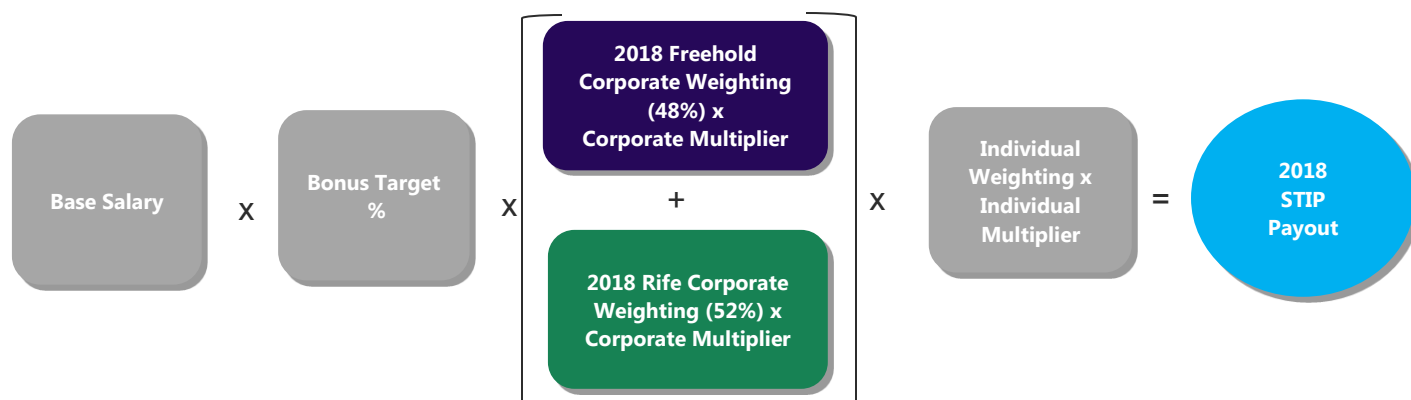 Base Salary
x
Bonus Target
%
x
2018 Freehold
Corporate Weighting
(48%) x
Corporate Multiplier
+
2018 Rife Corporate
Weighting (52%) x
Corporate Multiplier
x
Individual
Weighting x
Individual
Multiplier
=
2018
STIP
Payout